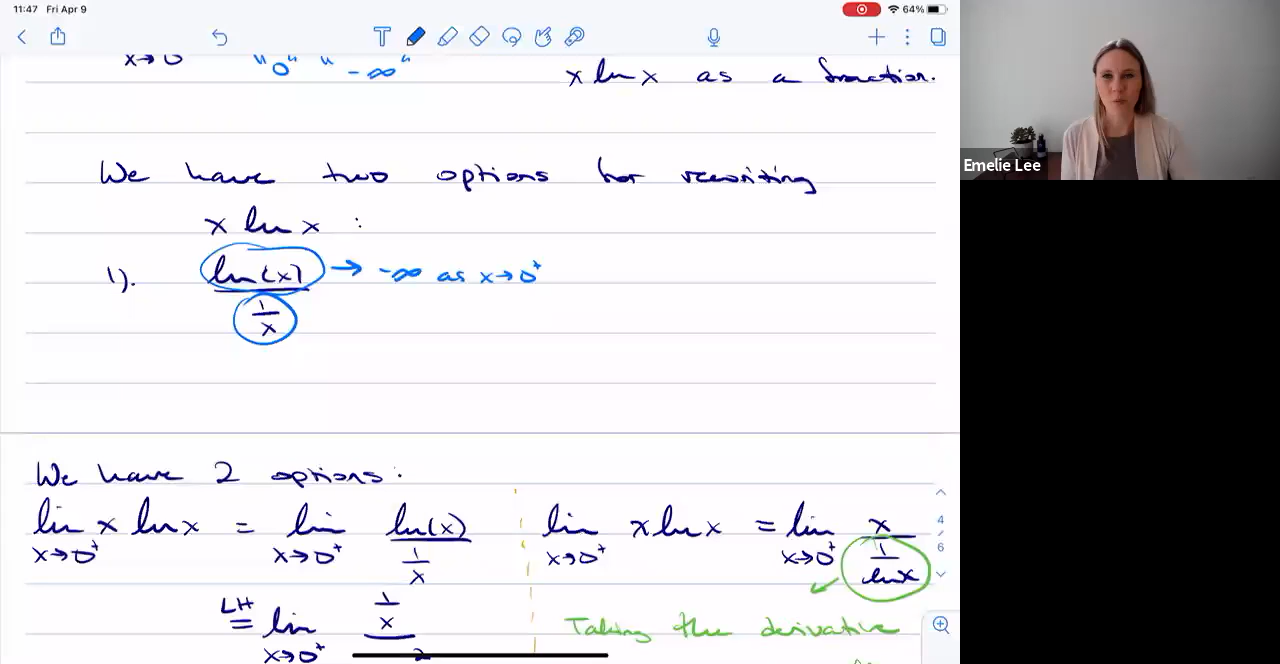 11:47 Fri Apr 9
64%
x→0 "0" "-∞"
x ln x as a fraction.
We have two options for rewriting
x ln x :
1). ln(x) → -∞ as x→0⁺
1
x
Emelie Lee
We have 2 options:
lim x ln x = lim ln(x)
x→0⁺ x→0⁺ 1
x
lim x ln x = lim x
x→0⁺ x→0⁺ 1
ln x
LH
= lim 1
x→0⁺ x
Taking the derivative
4
6